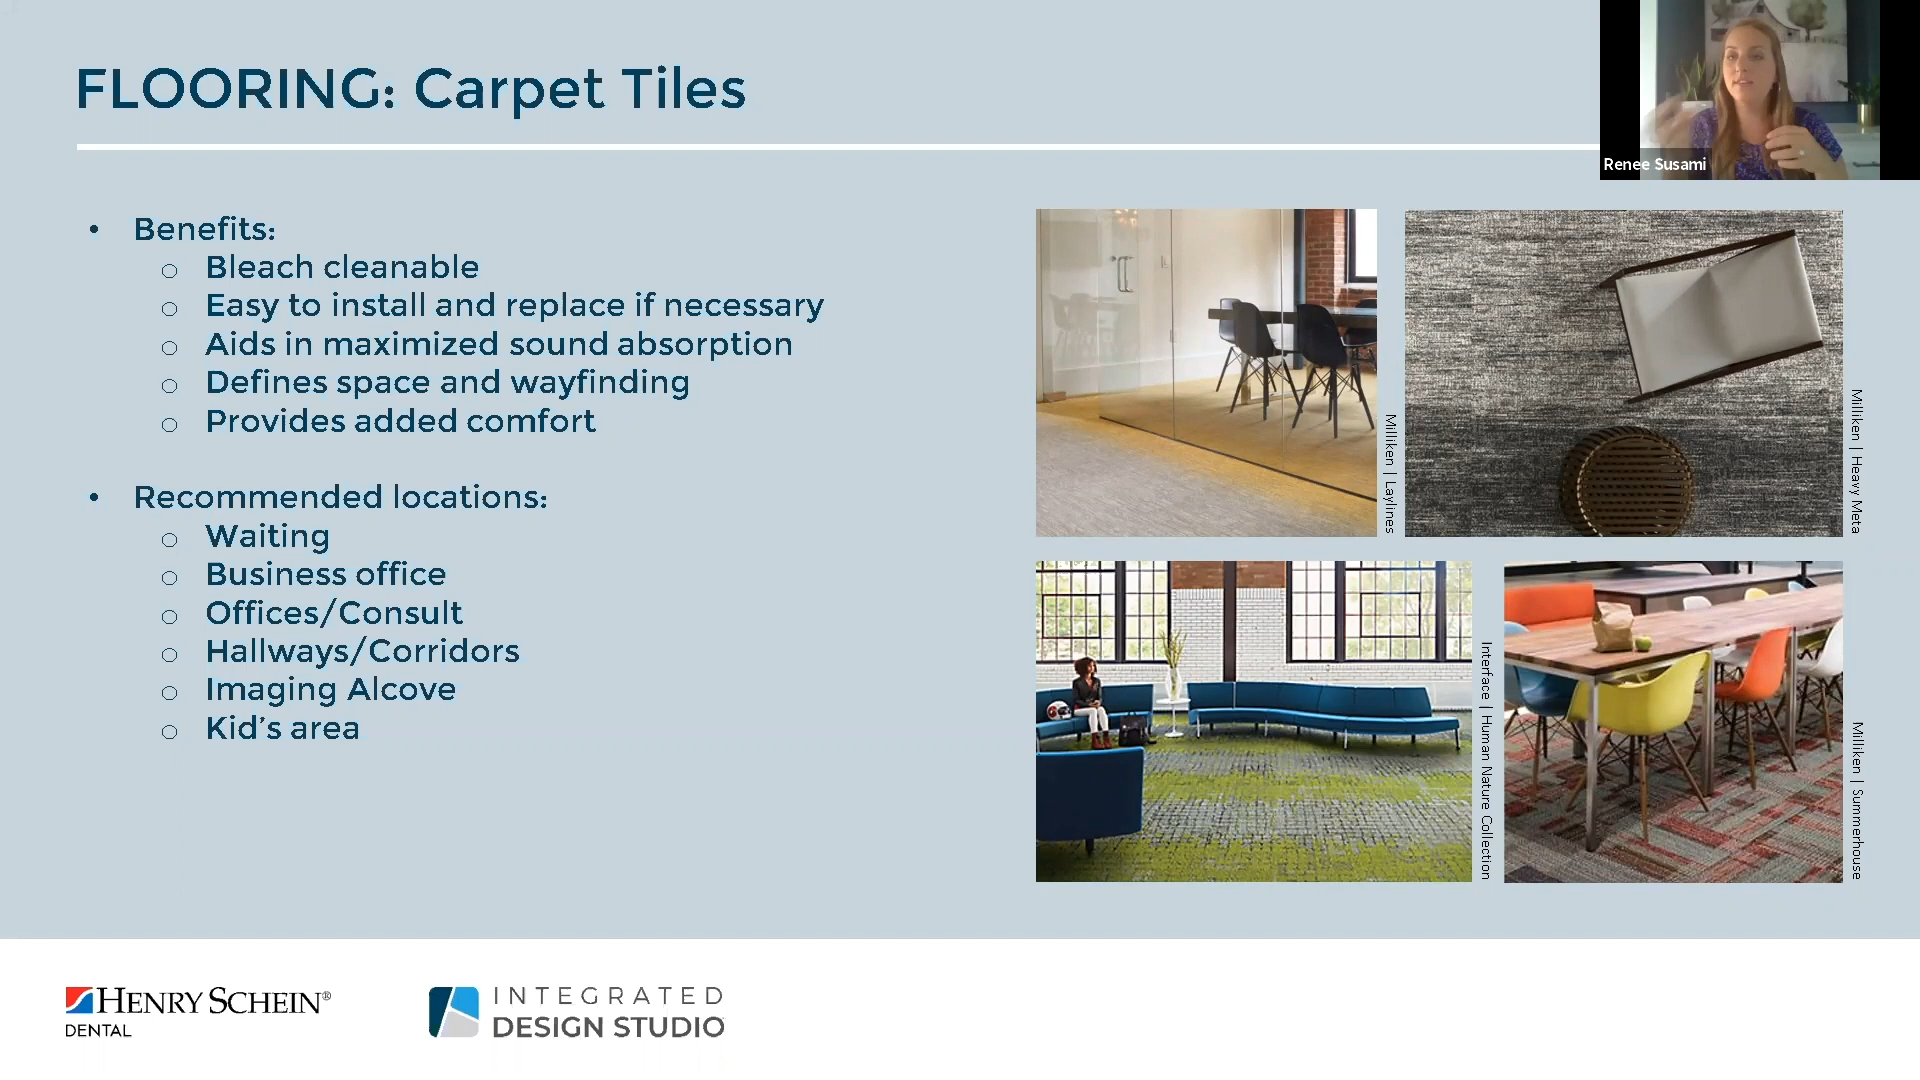 FLOORING: Carpet Tiles
Renee Susami
• Benefits:
o Bleach cleanable
o Easy to install and replace if necessary
o Aids in maximized sound absorption
o Defines space and wayfinding
o Provides added comfort
• Recommended locations:
o Waiting
o Business office
o Offices/Consult
o Hallways/Corridors
o Imaging Alcove
o Kid's area
Milliken | Laylines
Milliken | Heavy Meta
Interface | Human Nature Collection
Milliken | Summerhouse
HENRY SCHEIN®
DENTAL
INTEGRATED
DESIGN STUDIO